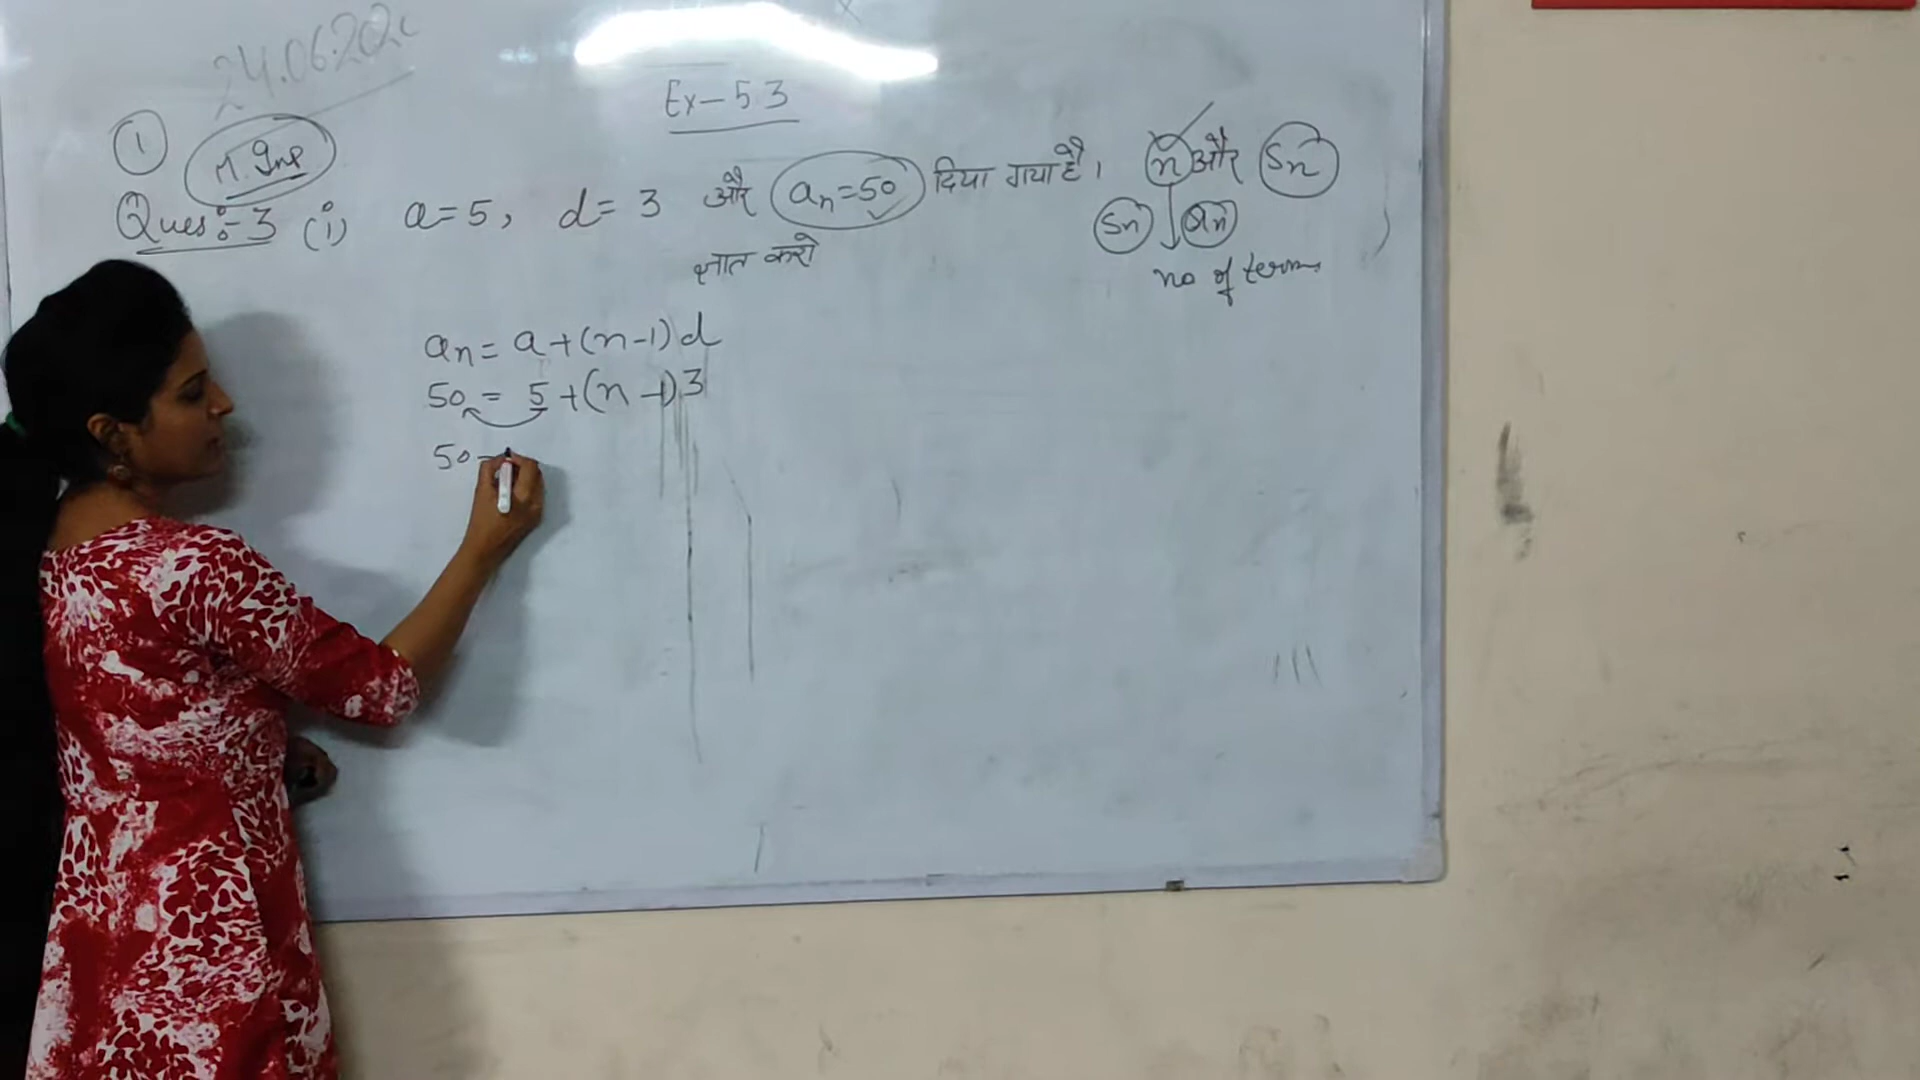 24.06.202
Ex-5.3
① M. Imp
Ques:-3 (i) a=5, d= 3 और an=50 दिया गया है। n और Sn
Sn an
ज्ञात करो
no of terms
an = a+(n-1)d
50 = 5+(n-1)3
50-